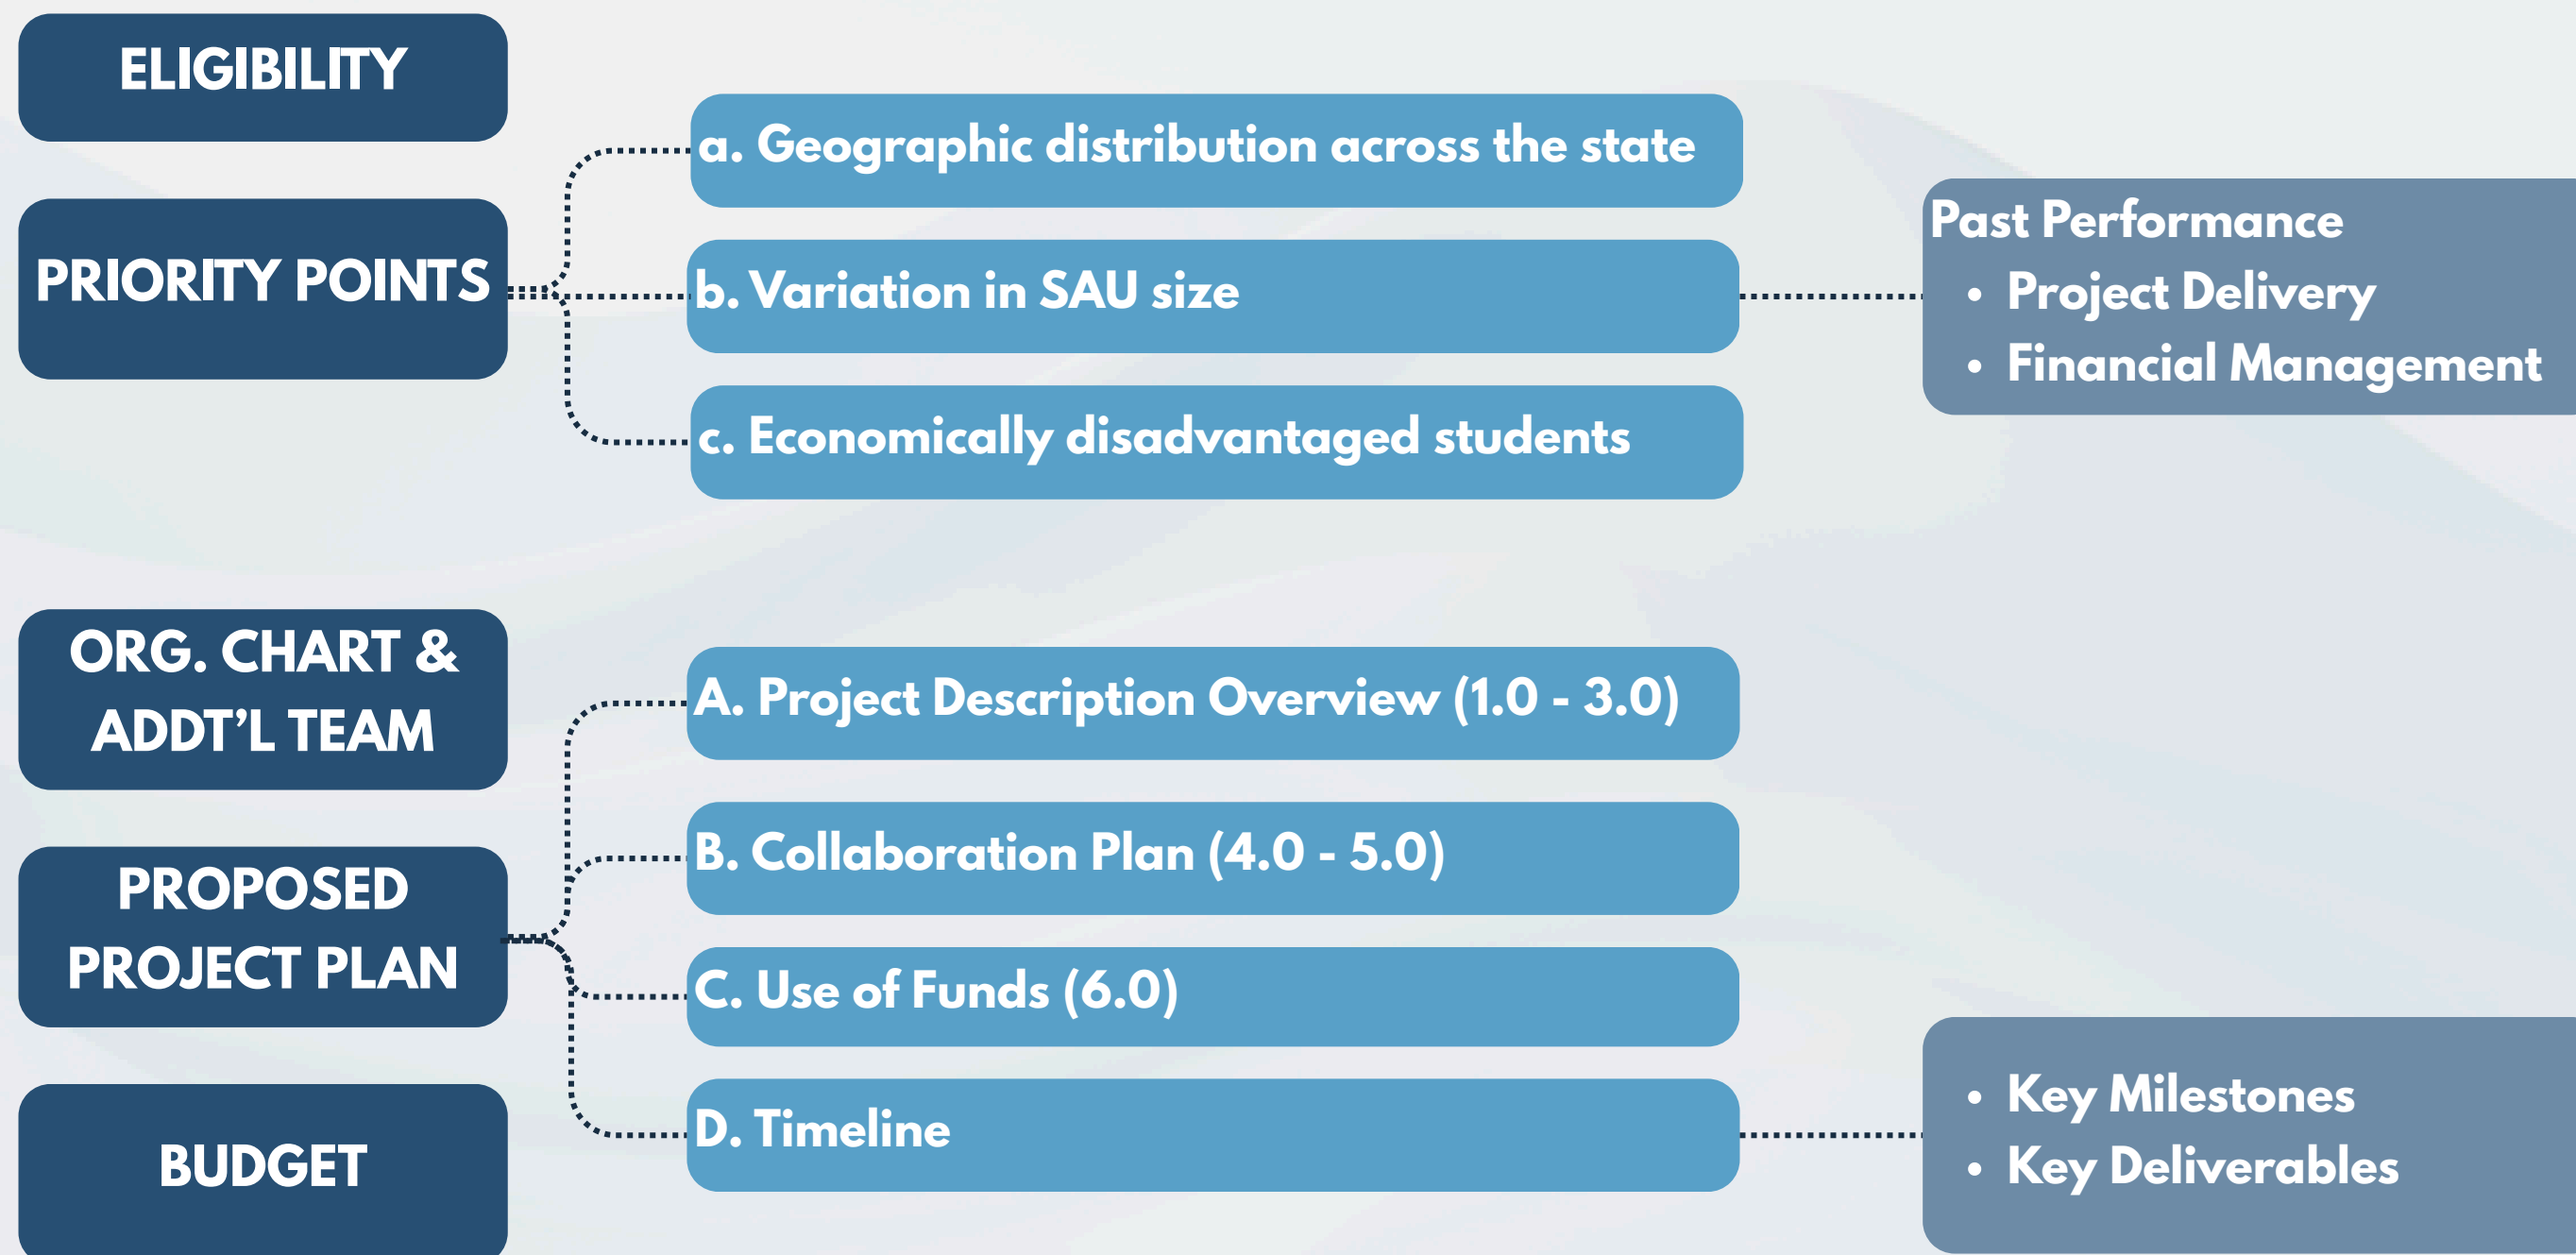 ELIGIBILITY
PRIORITY POINTS
a. Geographic distribution across the state
b. Variation in SAU size
c. Economically disadvantaged students
Past Performance
• Project Delivery
• Financial Management
ORG. CHART &
ADDT'L TEAM
PROPOSED
PROJECT PLAN
A. Project Description Overview (1.0 - 3.0)
B. Collaboration Plan (4.0 - 5.0)
C. Use of Funds (6.0)
D. Timeline
• Key Milestones
• Key Deliverables
BUDGET